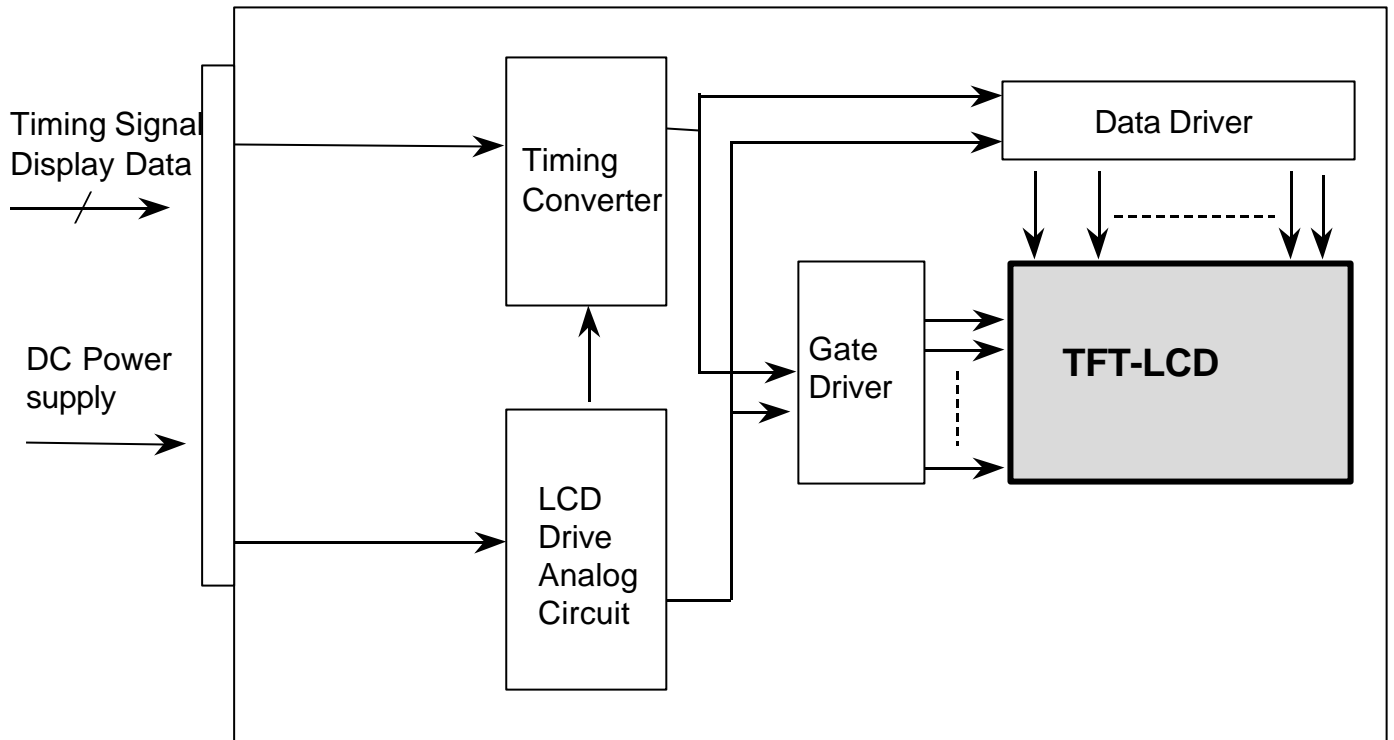 Timing Signal
Display Data
DC Power
supply
Timing
Converter
LCD
Drive
Analog
Circuit
Data Driver
Gate
Driver
TFT-LCD